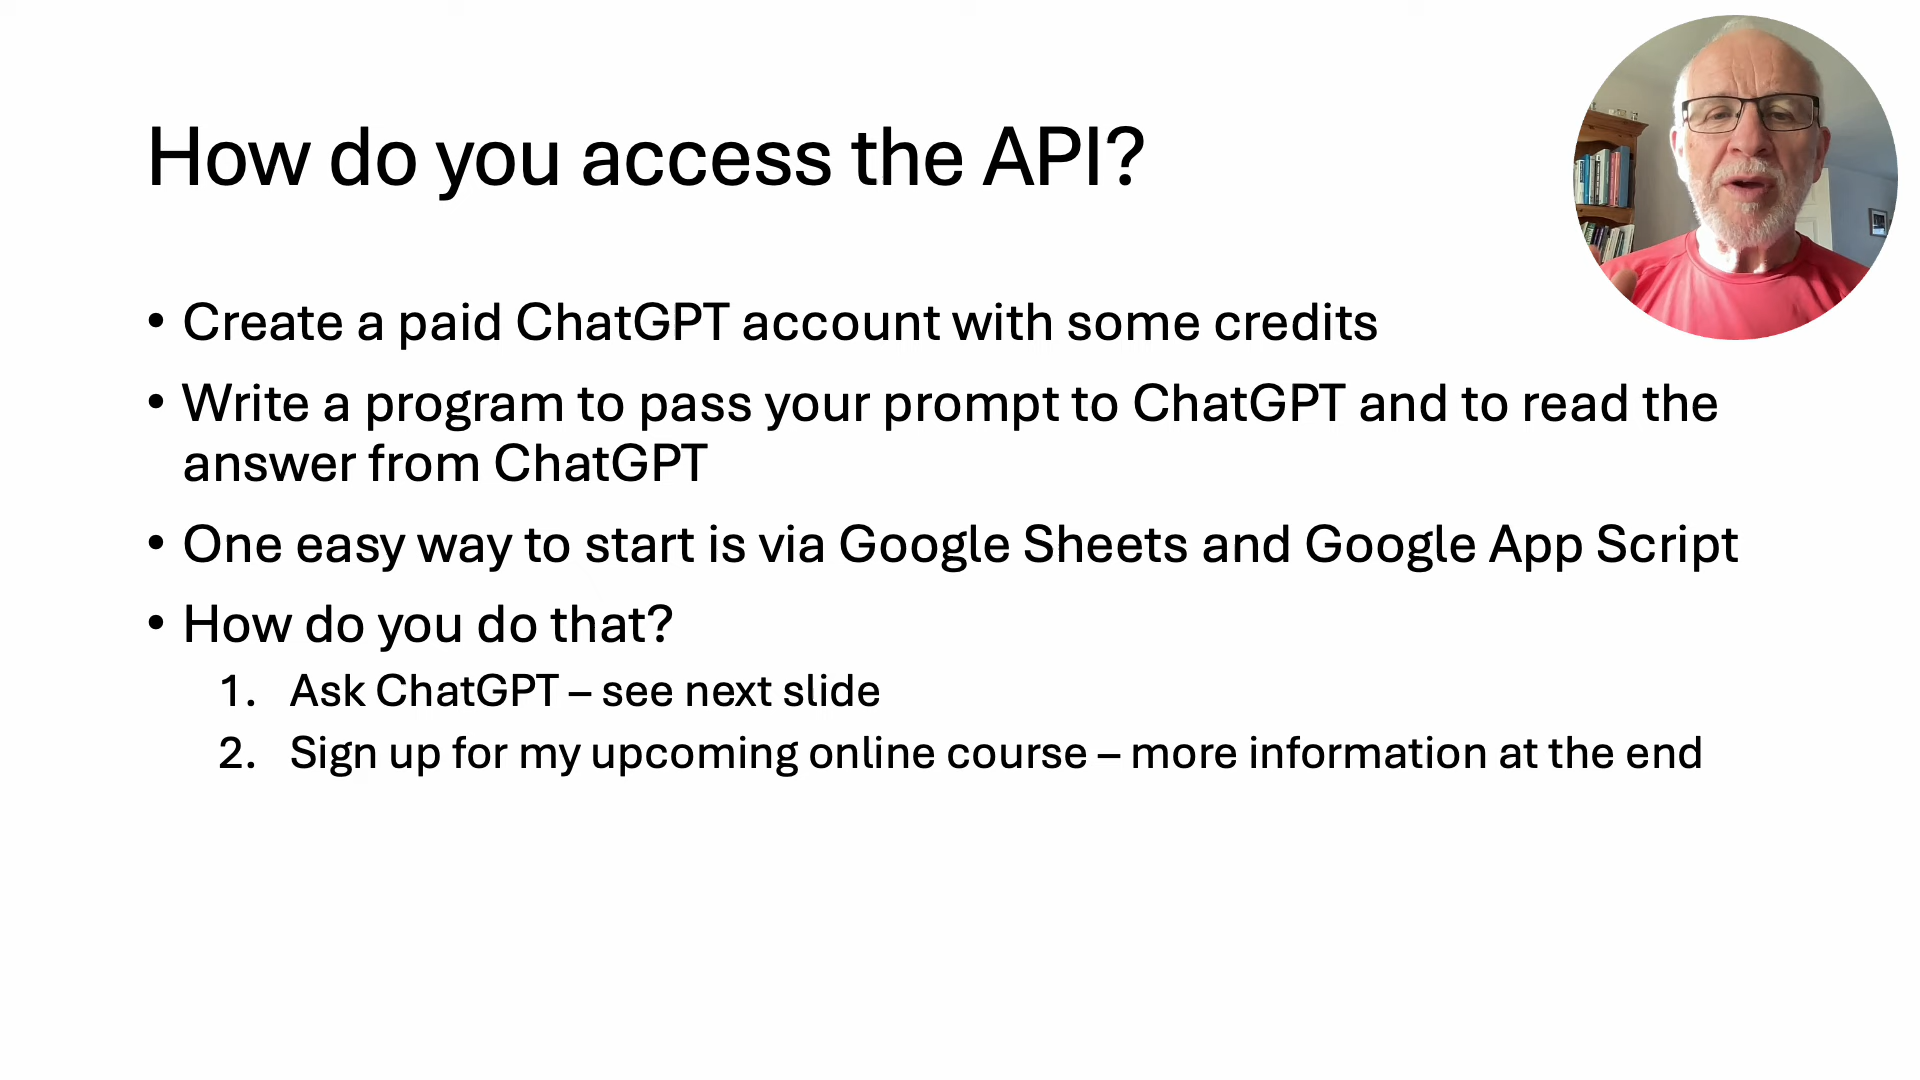 How do you access the API?
• Create a paid ChatGPT account with some credits
• Write a program to pass your prompt to ChatGPT and to read the
answer from ChatGPT
• One easy way to start is via Google Sheets and Google App Script
• How do you do that?
1. Ask ChatGPT – see next slide
2. Sign up for my upcoming online course – more information at the end